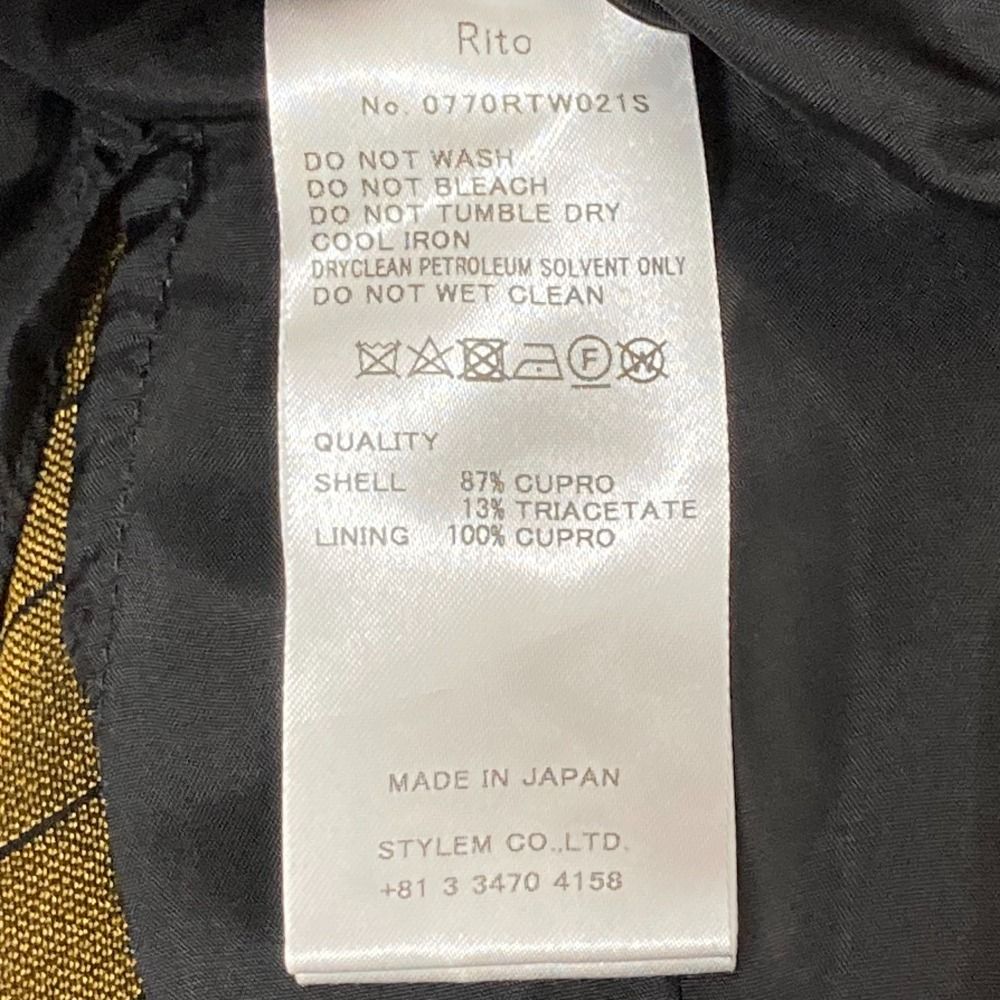 Rito
No. 0770RTW021S
DO NOT WASH
DO NOT BLEACH
DO NOT TUMBLE DRY
COOL IRON
DRYCLEAN PETROLEUM SOLVENT ONLY
DO NOT WET CLEAN
F W
QUALITY
SHELL 87% CUPRO
13% TRIACETATE
LINING 100% CUPRO
MADE IN JAPAN
STYLEM CO.,LTD.
+81 3 3470 4158